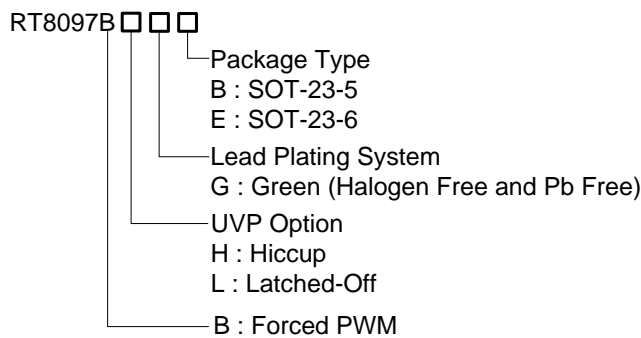 RT8097B
Package Type
B : SOT-23-5
E : SOT-23-6
Lead Plating System
G : Green (Halogen Free and Pb Free)
UVP Option
H : Hiccup
L : Latched-Off
B : Forced PWM